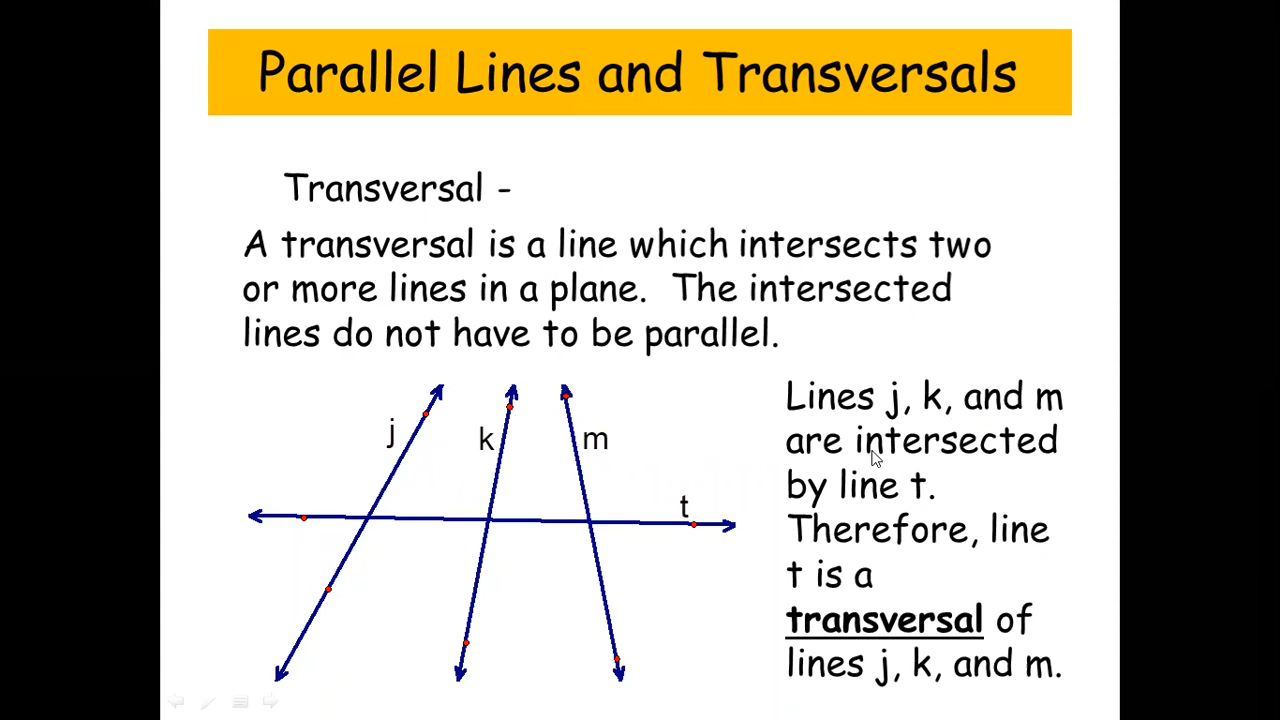 Parallel Lines and Transversals
Transversal -
A transversal is a line which intersects two
or more lines in a plane. The intersected
lines do not have to be parallel.
j
k
m
t
Lines j, k, and m
are intersected
by line t.
Therefore, line
t is a
transversal of
lines j, k, and m.